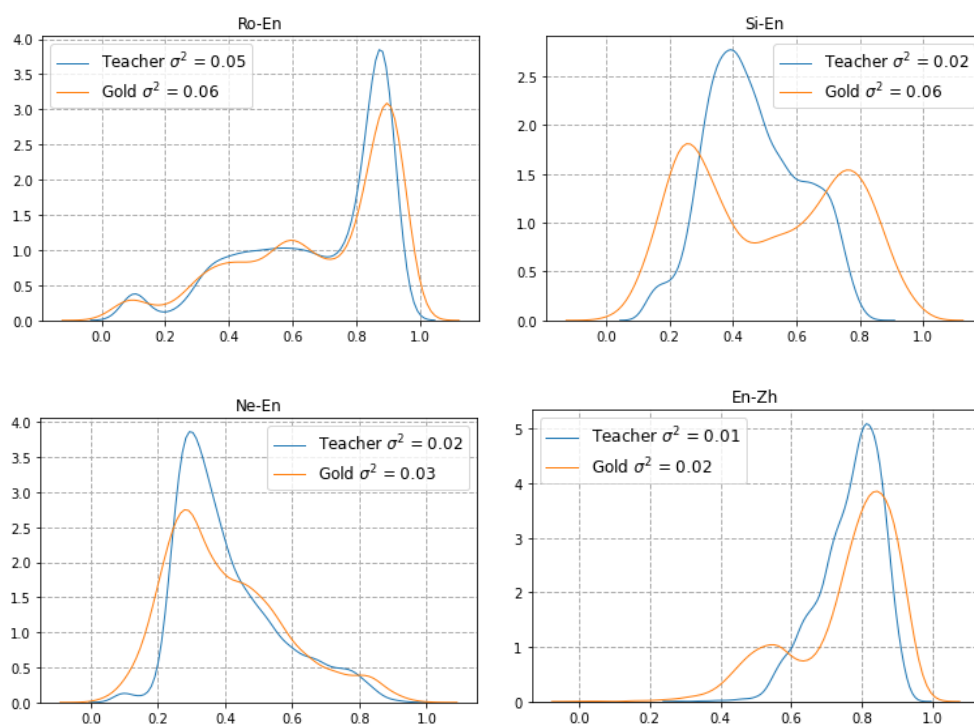 Ro-En
Teacher σ² = 0.05
Gold σ² = 0.06
4.0
3.5
3.0
2.5
2.0
1.5
1.0
0.5
0.0
0.0 0.2 0.4 0.6 0.8 1.0
Si-En
Teacher σ² = 0.02
Gold σ² = 0.06
2.5
2.0
1.5
1.0
0.5
0.0
0.0 0.2 0.4 0.6 0.8 1.0
Ne-En
Teacher σ² = 0.02
Gold σ² = 0.03
4.0
3.5
3.0
2.5
2.0
1.5
1.0
0.5
0.0
0.0 0.2 0.4 0.6 0.8 1.0
En-Zh
Teacher σ² = 0.01
Gold σ² = 0.02
5
4
3
2
1
0
0.0 0.2 0.4 0.6 0.8 1.0